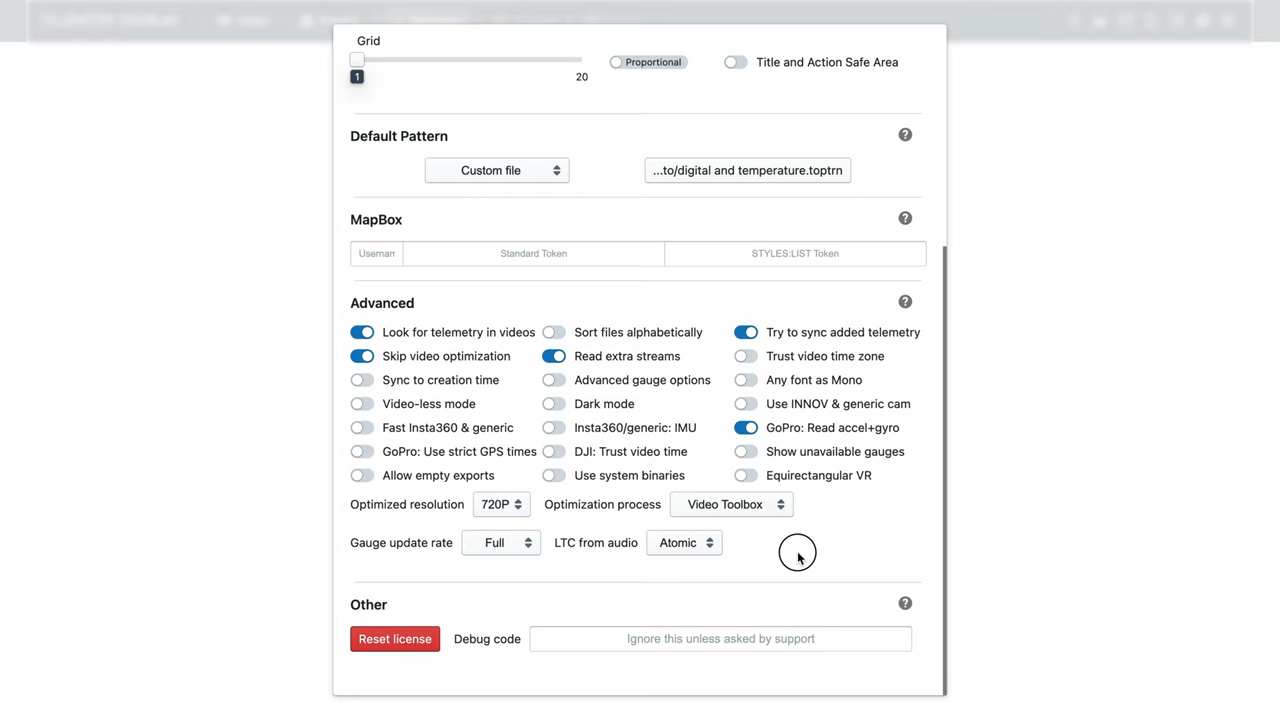 TELEMETRY OVERLAY
Grid
1
20
Proportional
Title and Action Safe Area
Default Pattern
Custom file
...to/digital and temperature.toptrn
MapBox
Usernam
Standard Token
STYLES:LIST Token
Advanced
Look for telemetry in videos
Sort files alphabetically
Try to sync added telemetry
Skip video optimization
Read extra streams
Trust video time zone
Sync to creation time
Advanced gauge options
Any font as Mono
Video-less mode
Dark mode
Use INNOV & generic cam
Fast Insta360 & generic
Insta360/generic: IMU
GoPro: Read accel+gyro
GoPro: Use strict GPS times
DJI: Trust video time
Show unavailable gauges
Allow empty exports
Use system binaries
Equirectangular VR
Optimized resolution
720P
Optimization process
Video Toolbox
Gauge update rate
Full
LTC from audio
Atomic
Other
Reset license
Debug code
Ignore this unless asked by support